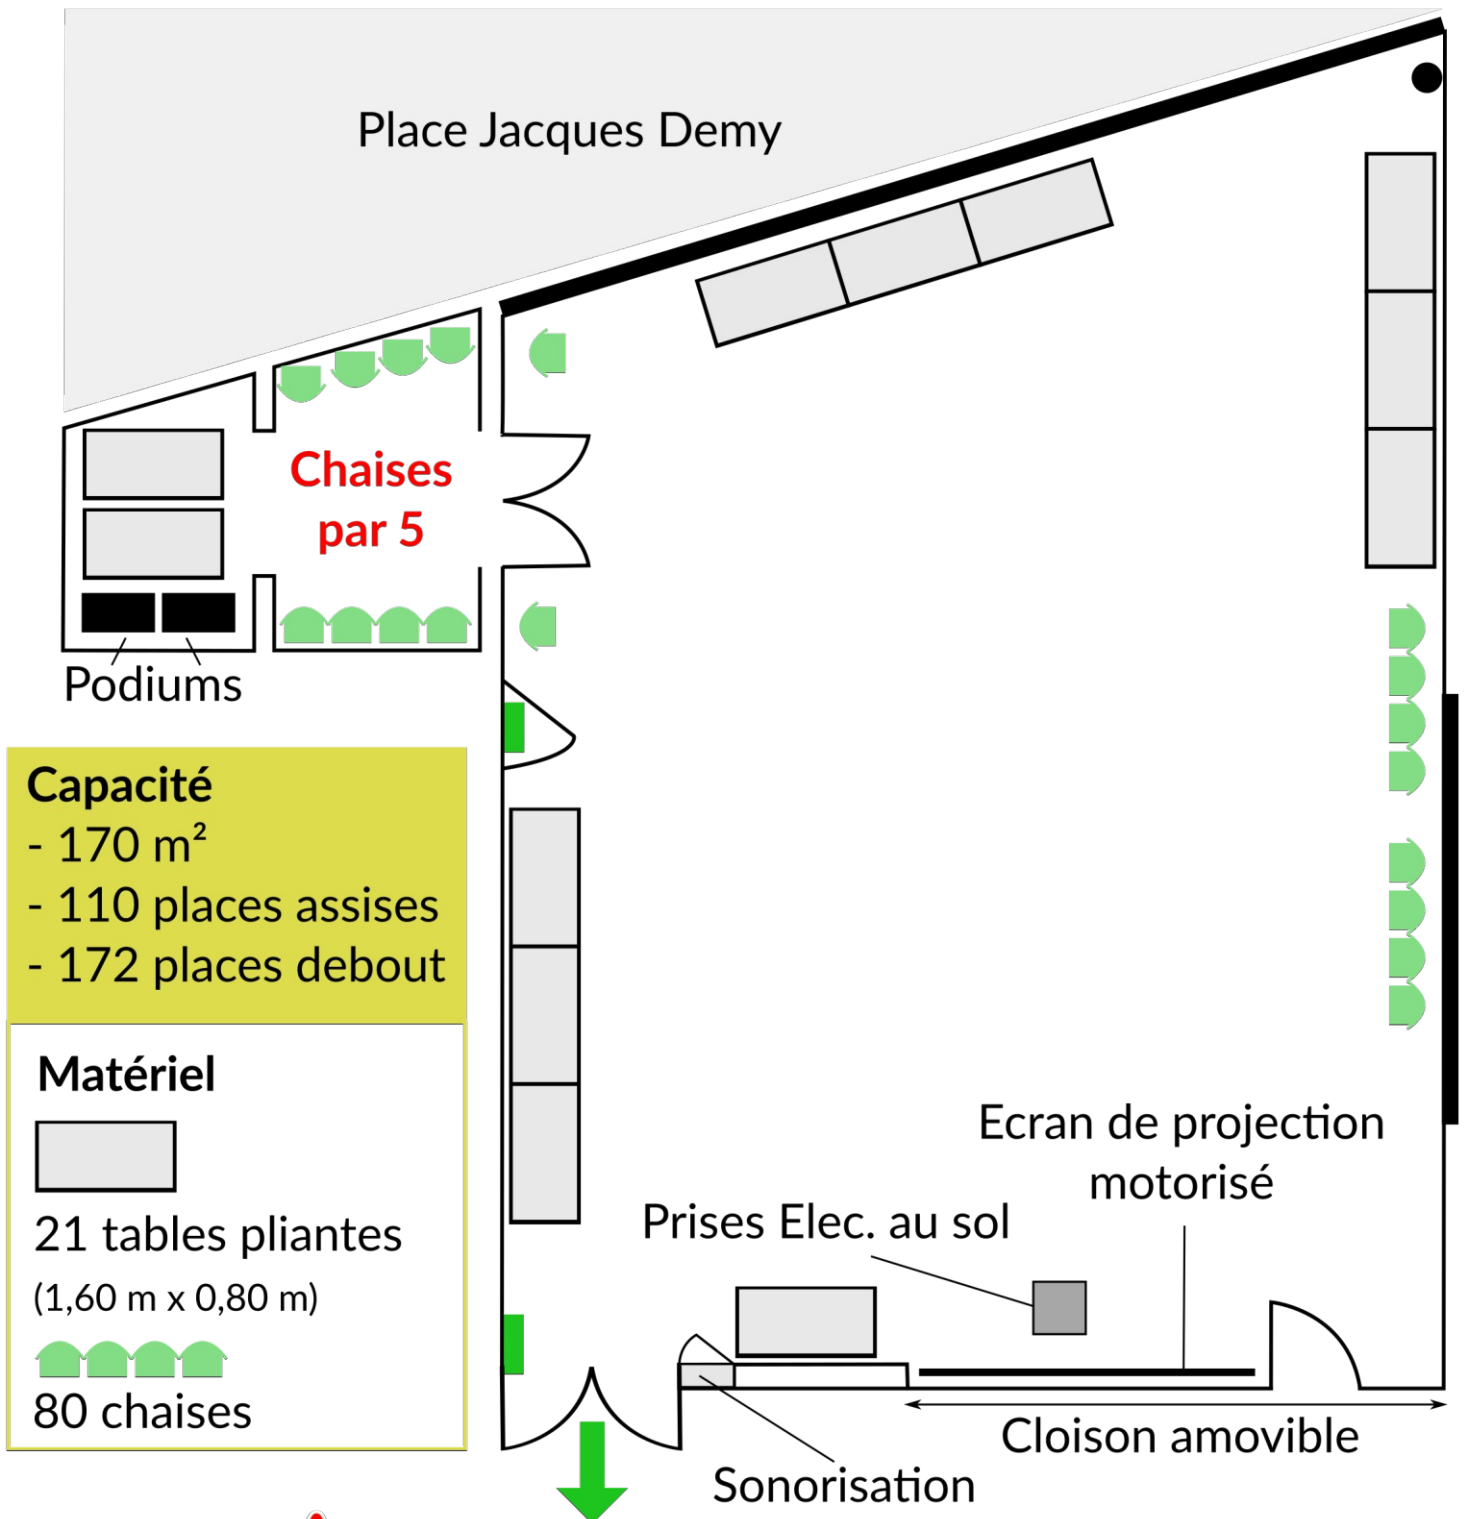 Place Jacques Demy
Chaises
par 5
Podiums
Capacité
- 170 m²
- 110 places assises
- 172 places debout
Matériel
21 tables pliantes
(1,60 m x 0,80 m)
80 chaises
Ecran de projection
motorisé
Prises Elec. au sol
Cloison amovible
Sonorisation